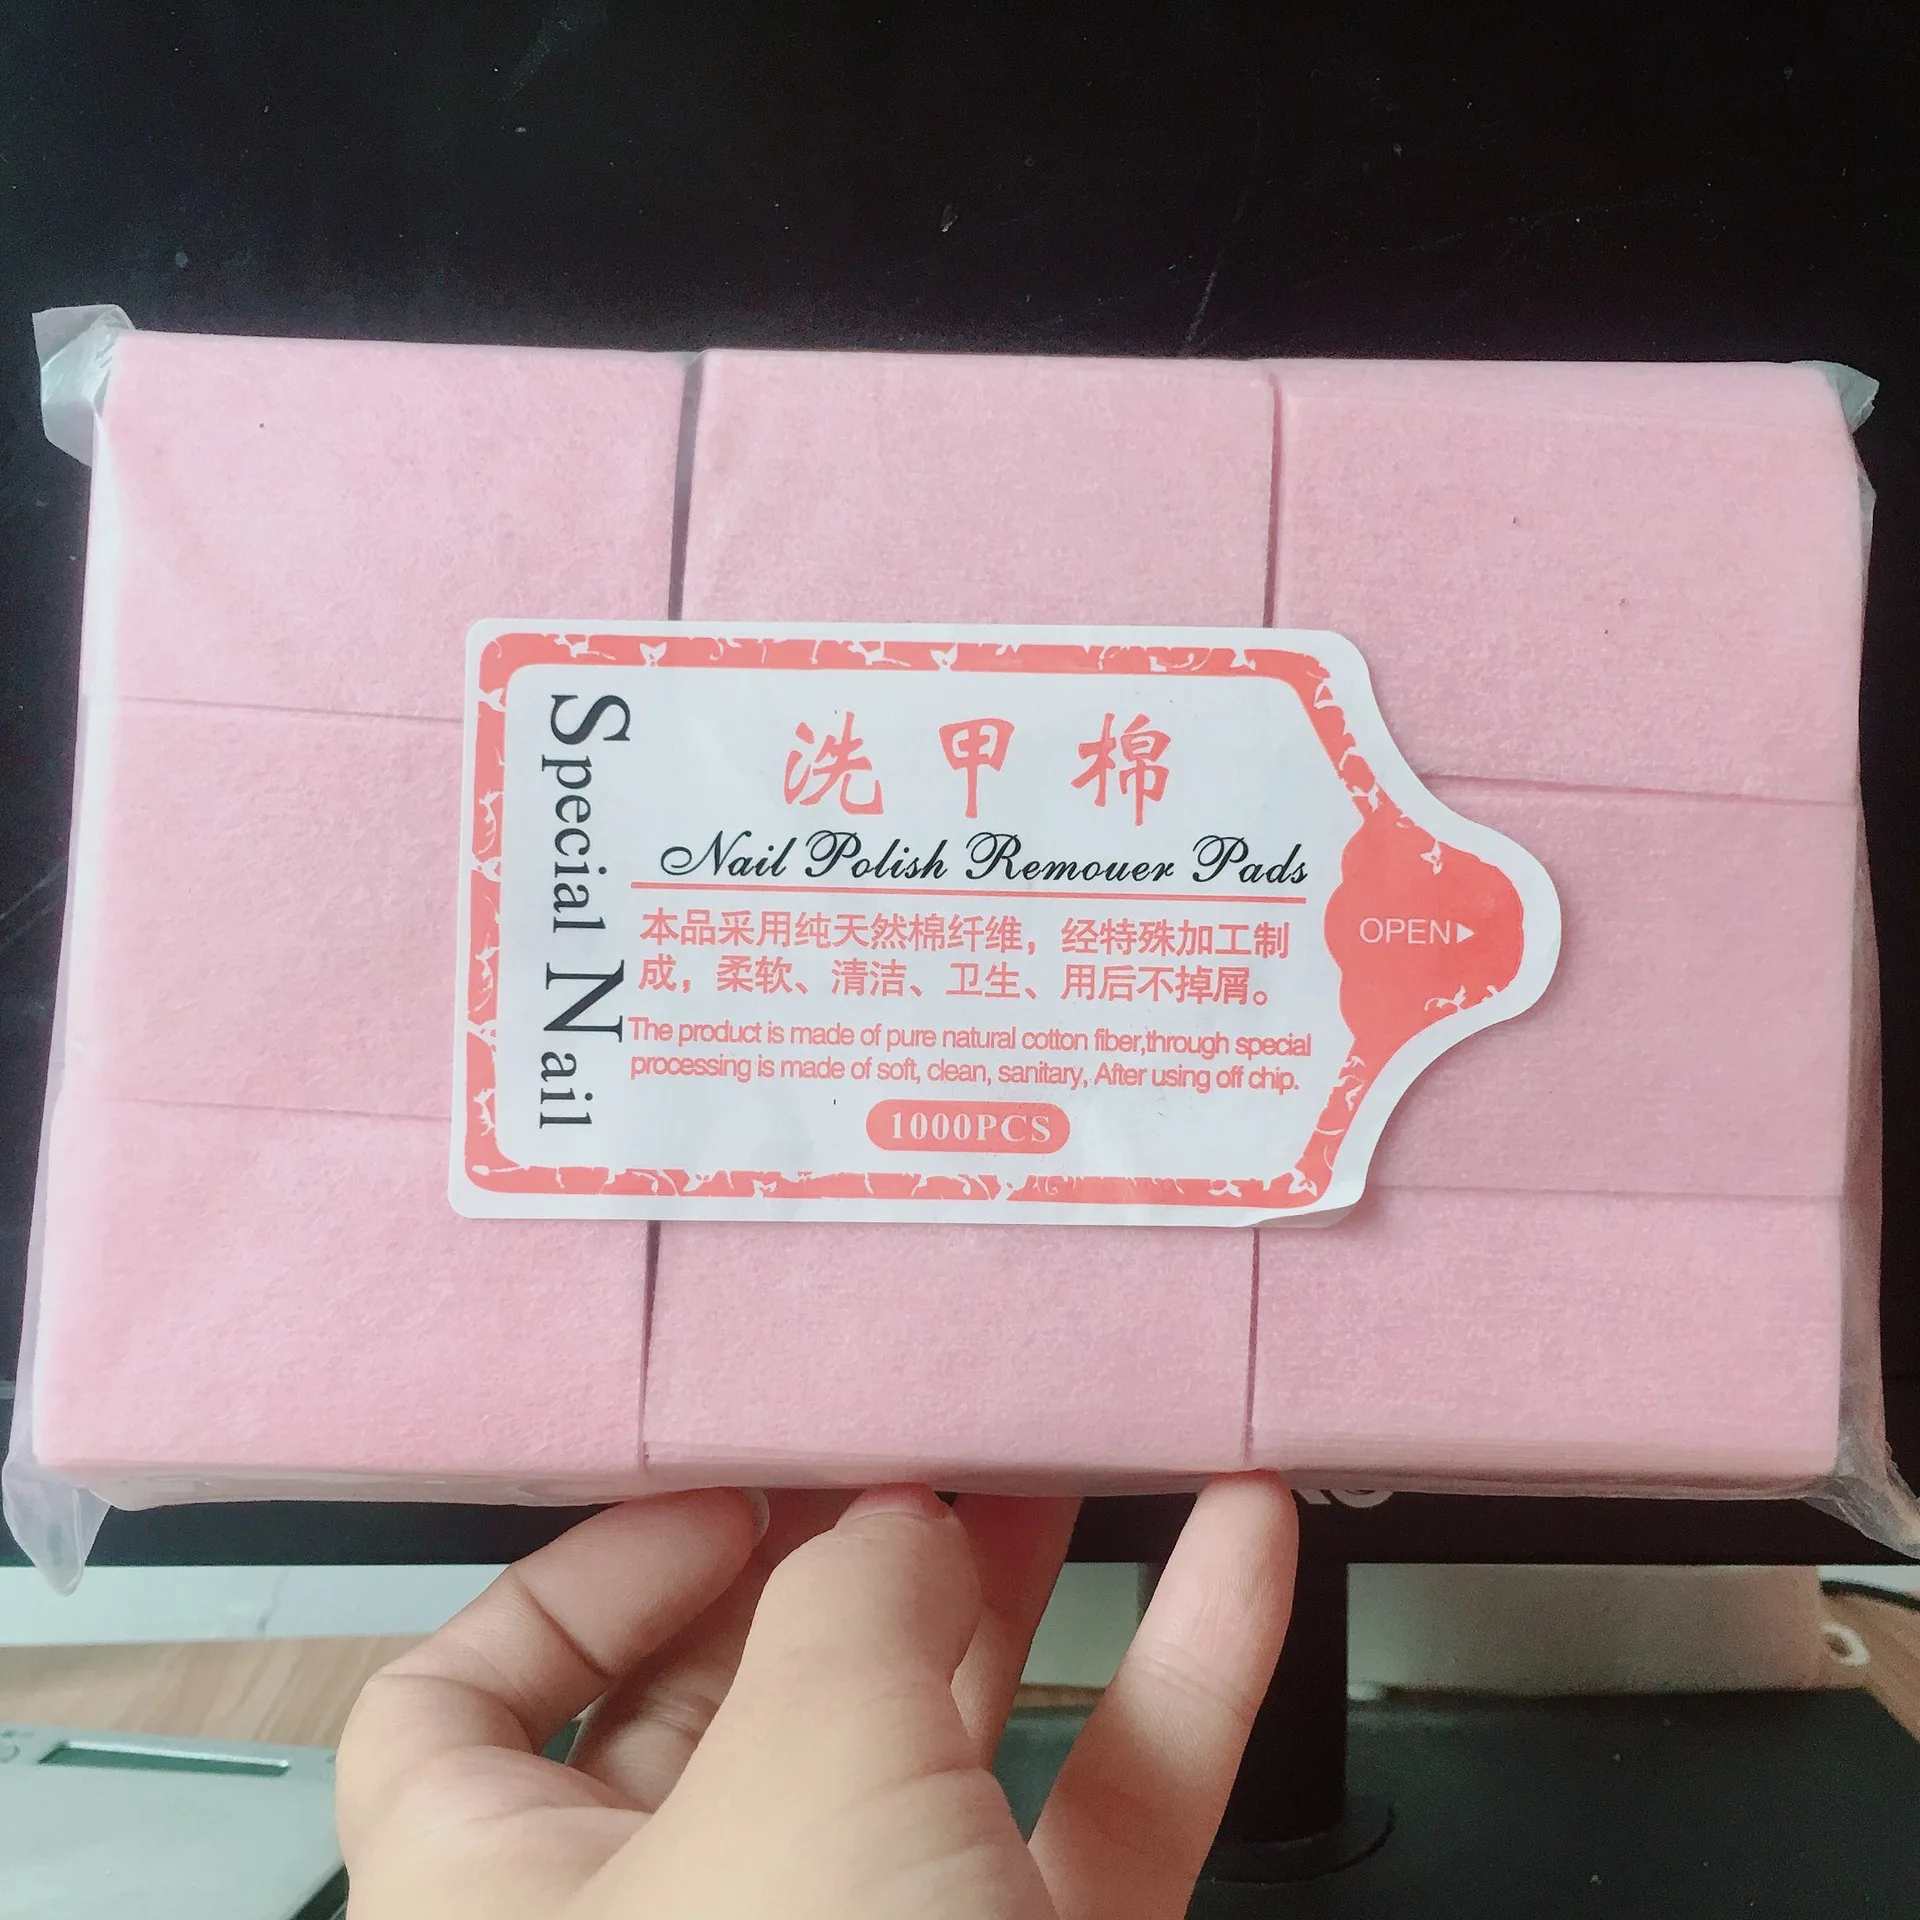 Special Nail
洗甲棉
Nail Polish Remouer Pads
本品采用纯天然棉纤维，经特殊加工制
成，柔软、清洁、卫生、用后不掉屑。
The product is made of pure natural cotton fiber,through special
processing is made of soft, clean, sanitary, After using off chip.
1000PCS
OPEN▶